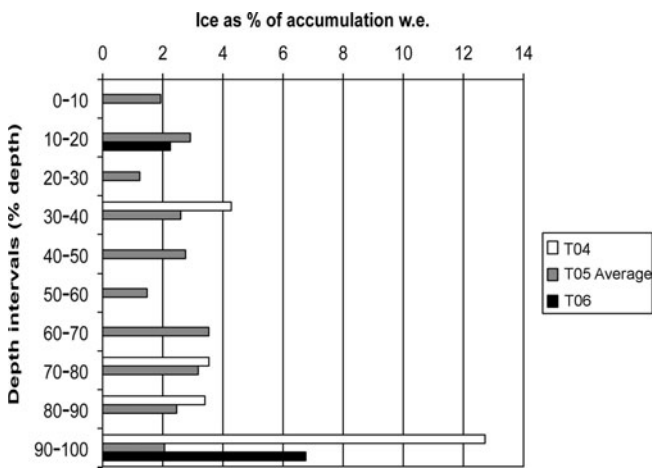 Ice as % of accumulation w.e.
0 2 4 6 8 10 12 14
Depth intervals (% depth)
0-10
10-20
20-30
30-40
40-50
50-60
60-70
70-80
80-90
90-100
T04
T05 Average
T06